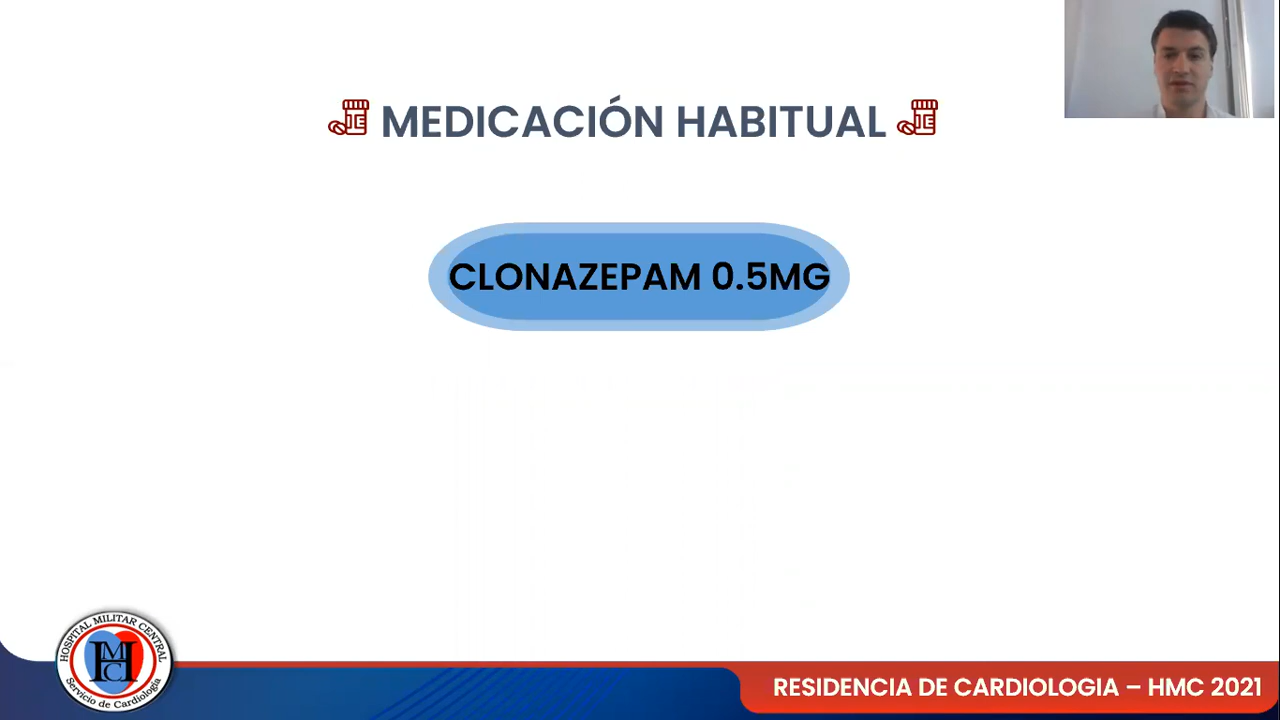 MEDICACIÓN HABITUAL
CLONAZEPAM 0.5MG
HOSPITAL MILITAR CENTRAL
HMC
Servicio de Cardiología
RESIDENCIA DE CARDIOLOGIA – HMC 2021